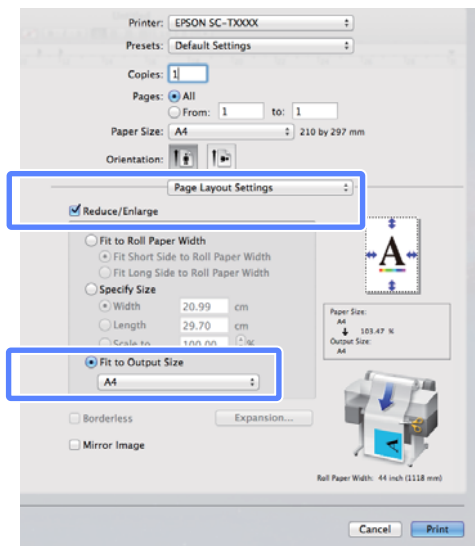 Printer: EPSON SC-TXXXX
Presets: Default Settings
Copies: 1
Pages: All
From: 1 to: 1
Paper Size: A4 210 by 297 mm
Orientation:
Page Layout Settings
Reduce/Enlarge
Fit to Roll Paper Width
Fit Short Side to Roll Paper Width
Fit Long Side to Roll Paper Width
Specify Size
Width 20.99 cm
Length 29.70 cm
Scale to 100.00 %
Fit to Output Size
A4
Borderless Expansion...
Mirror Image
A
Paper Size:
A4
103.47 %
Output Size:
A4
A
Roll Paper Width: 44 inch (1118 mm)
Cancel Print